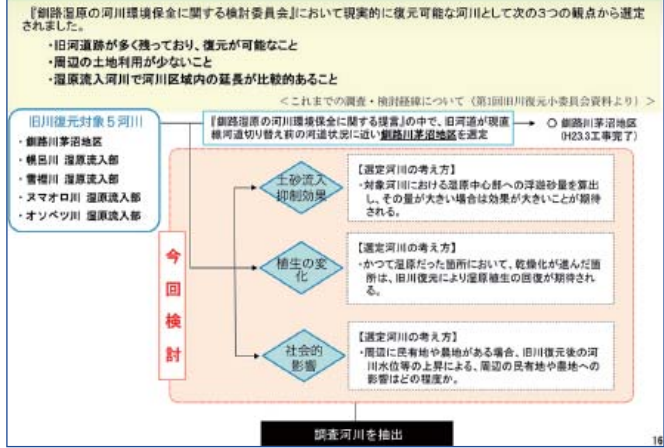 『釧路湿原の河川環境保全に関する検討委員会』において現実的に復元可能な河川として次の3つの観点から選定
されました。
・旧河道跡が多く残っており、復元が可能なこと
・周辺の土地利用が少ないこと
・湿原流入河川で河川区域内の延長が比較的あること
＜これまでの調査・検討経緯について（第1回旧川復元小委員会資料より）＞
旧川復元対象5河川
・釧路川茅沼地区
・幌呂川 湿原流入部
・雪裡川 湿原流入部
・ヌマオロ川 湿原流入部
・オソベツ川 湿原流入部
『釧路湿原の河川環境保全に関する提言』の中で、旧河道が現直
線河道切り替え前の河道状況に近い釧路川茅沼地区を選定
○ 釧路川茅沼地区
(H23.3工事完了)
今回検討
土砂流入
抑制効果
【選定河川の考え方】
・対象河川における湿原中心部への浮遊砂量を算出
し、その量が大きい場合は効果が大きいことが期待
される。
植生の変
化
【選定河川の考え方】
・かつて湿原だった箇所において、乾燥化が進んだ箇
所は、旧川復元により湿原植生の回復が期待され
る。
社会的
影響
【選定河川の考え方】
・周辺に民有地や農地がある場合、旧川復元後の河
川水位等の上昇による、周辺の民有地や農地への
影響はどの程度か。
調査河川を抽出
16